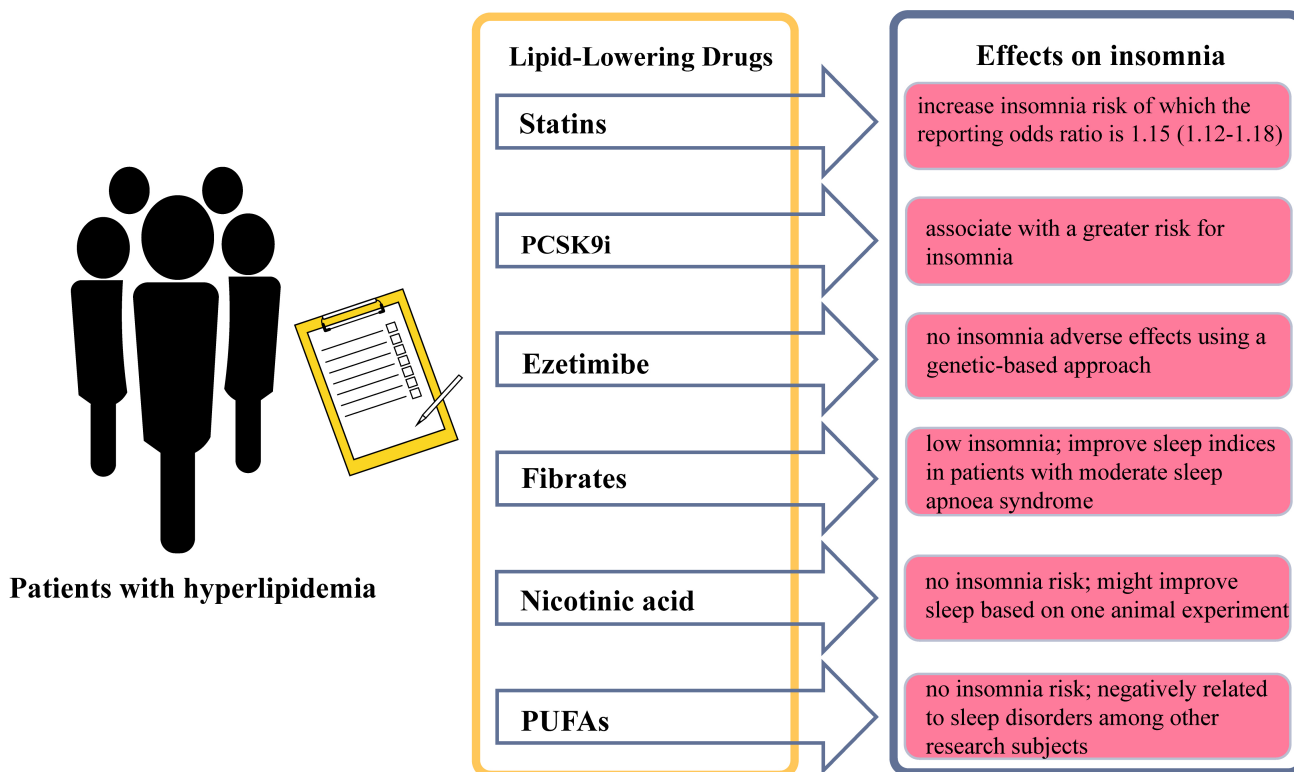 Lipid-Lowering Drugs
Effects on insomnia
Statins
increase insomnia risk of which the
reporting odds ratio is 1.15 (1.12-1.18)
PCSK9i
associate with a greater risk for
insomnia
Ezetimibe
no insomnia adverse effects using a
genetic-based approach
Fibrates
low insomnia; improve sleep indices
in patients with moderate sleep
apnoea syndrome
Patients with hyperlipidemia
Nicotinic acid
no insomnia risk; might improve
sleep based on one animal experiment
PUFAs
no insomnia risk; negatively related
to sleep disorders among other
research subjects